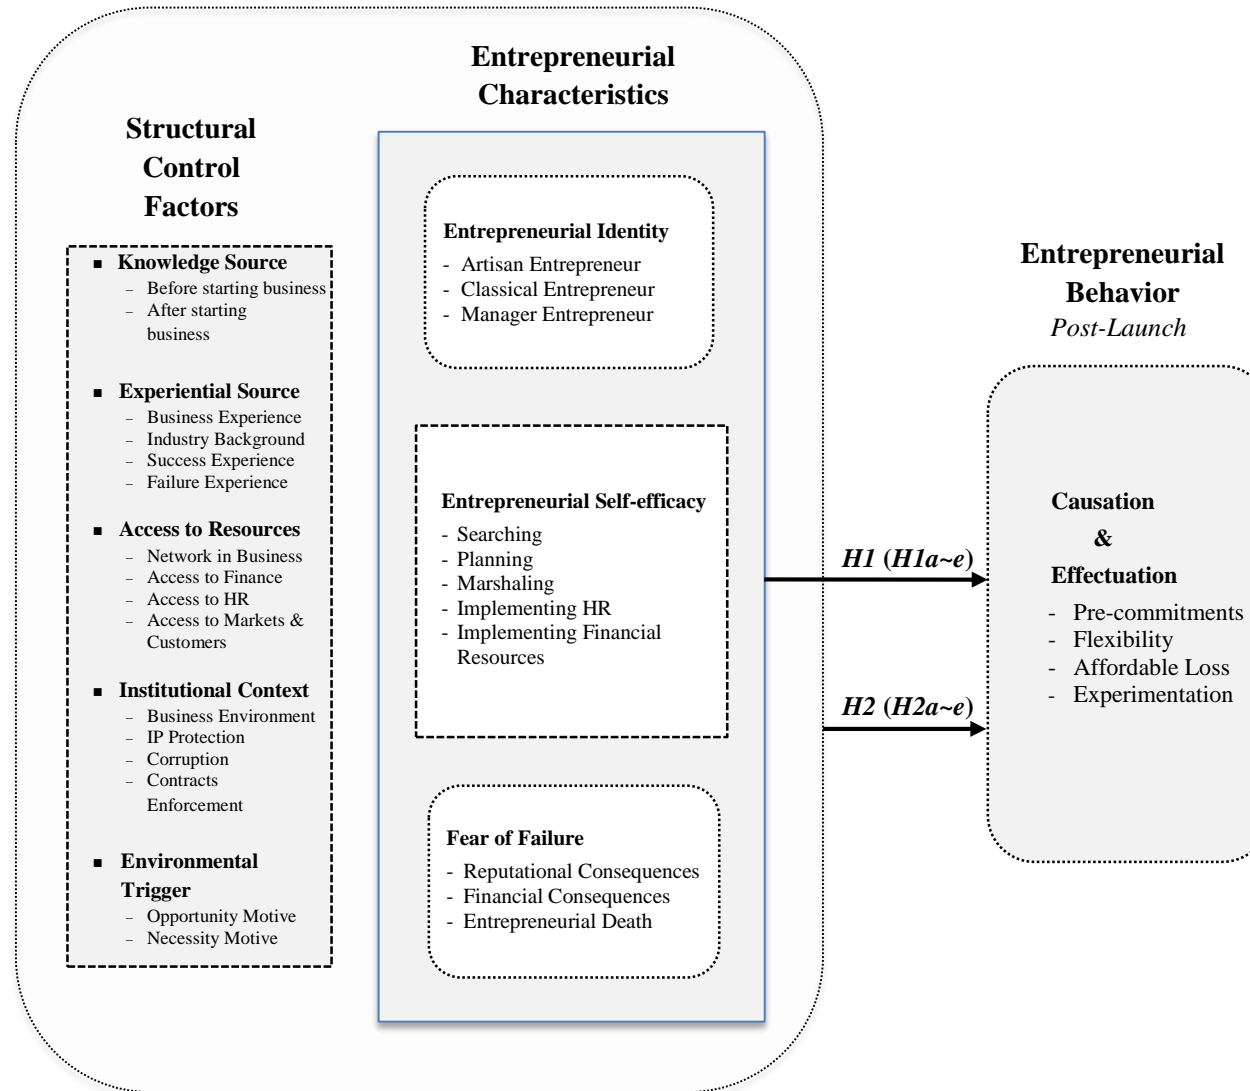 Structural
Control
Factors
■ Knowledge Source
– Before starting business
– After starting
business
■ Experiential Source
– Business Experience
– Industry Background
– Success Experience
– Failure Experience
■ Access to Resources
– Network in Business
– Access to Finance
– Access to HR
– Access to Markets &
Customers
■ Institutional Context
– Business Environment
– IP Protection
– Corruption
– Contracts
Enforcement
■ Environmental
Trigger
– Opportunity Motive
– Necessity Motive
Entrepreneurial
Characteristics
Entrepreneurial Identity
- Artisan Entrepreneur
- Classical Entrepreneur
- Manager Entrepreneur
Entrepreneurial Self-efficacy
- Searching
- Planning
- Marshaling
- Implementing HR
- Implementing Financial
Resources
Fear of Failure
- Reputational Consequences
- Financial Consequences
- Entrepreneurial Death
H1 (H1a~e)
H2 (H2a~e)
Entrepreneurial
Behavior
Post-Launch
Causation
&
Effectuation
- Pre-commitments
- Flexibility
- Affordable Loss
- Experimentation